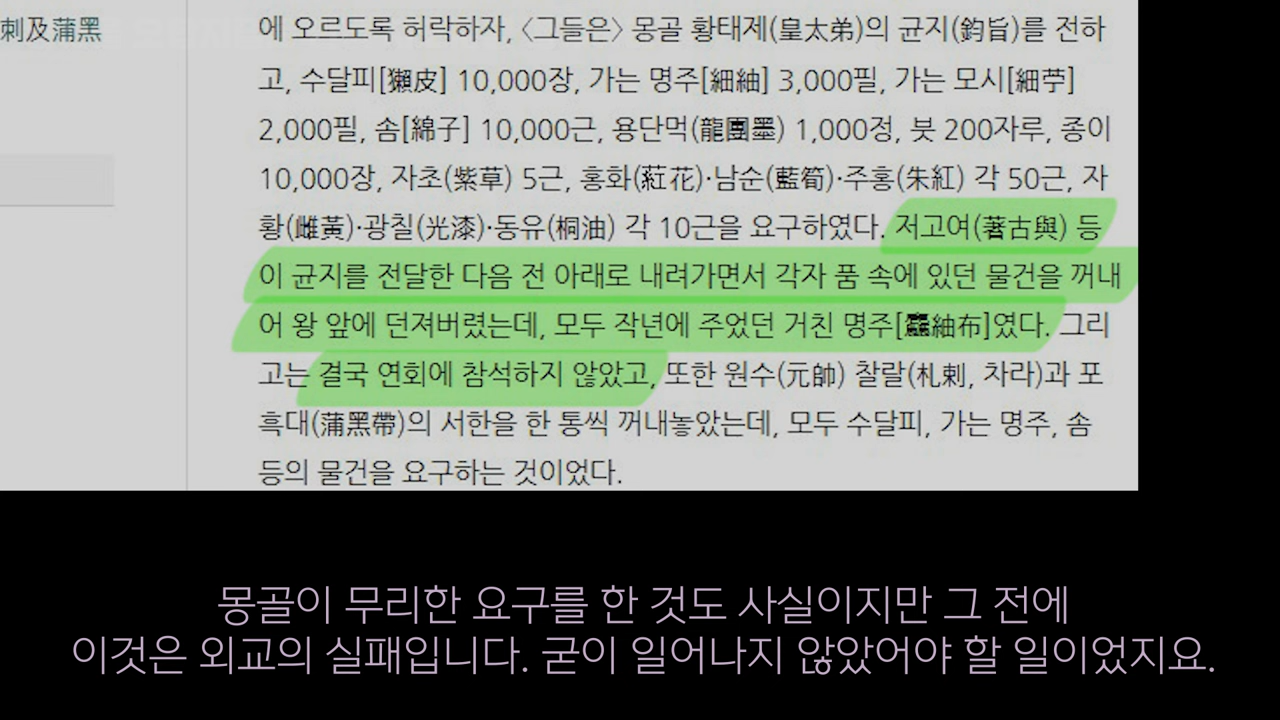 刺及蒲黑
에 오르도록 허락하자, 〈그들은〉 몽골 황태제(皇太弟)의 균지(鈞旨)를 전하
고, 수달피[獺皮] 10,000장, 가는 명주[細紬] 3,000필, 가는 모시[細苧]
2,000필, 솜[綿子] 10,000근, 용단먹(龍團墨) 1,000정, 붓 200자루, 종이
10,000장, 자초(紫草) 5근, 홍화(葒花)·남순(藍筍)·주홍(朱紅) 각 50근, 자
황(雌黃)·광칠(光漆)·동유(桐油) 각 10근을 요구하였다. 저고여(著古與) 등
이 균지를 전달한 다음 전 아래로 내려가면서 각자 품 속에 있던 물건을 꺼내
어 왕 앞에 던져버렸는데, 모두 작년에 주었던 거친 명주[麤紬布]였다. 그리
고는 결국 연회에 참석하지 않았고, 또한 원수(元帥) 찰랄(札剌, 차라)과 포
흑대(蒲黑帶)의 서한을 한 통씩 꺼내놓았는데, 모두 수달피, 가는 명주, 솜
등의 물건을 요구하는 것이었다.
몽골이 무리한 요구를 한 것도 사실이지만 그 전에
이것은 외교의 실패입니다. 굳이 일어나지 않았어야 할 일이었지요.